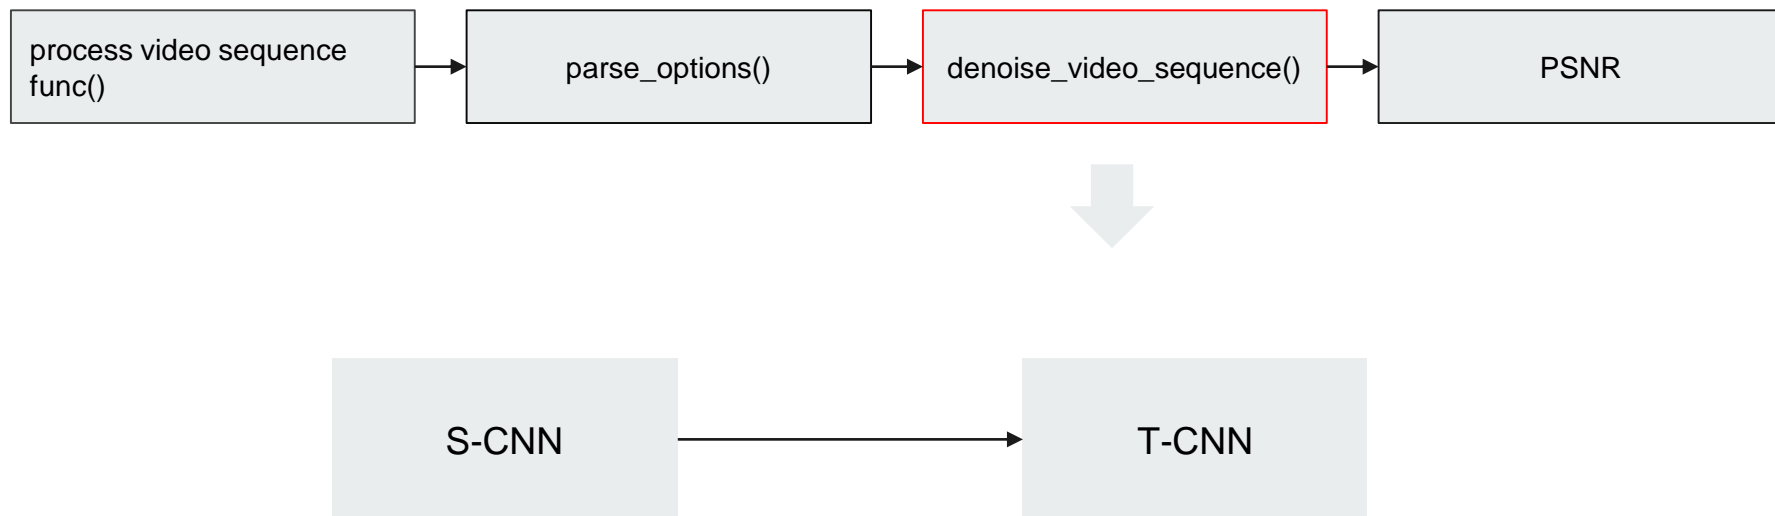 process video sequence
func()
parse_options()
denoise_video_sequence()
PSNR
S-CNN
T-CNN